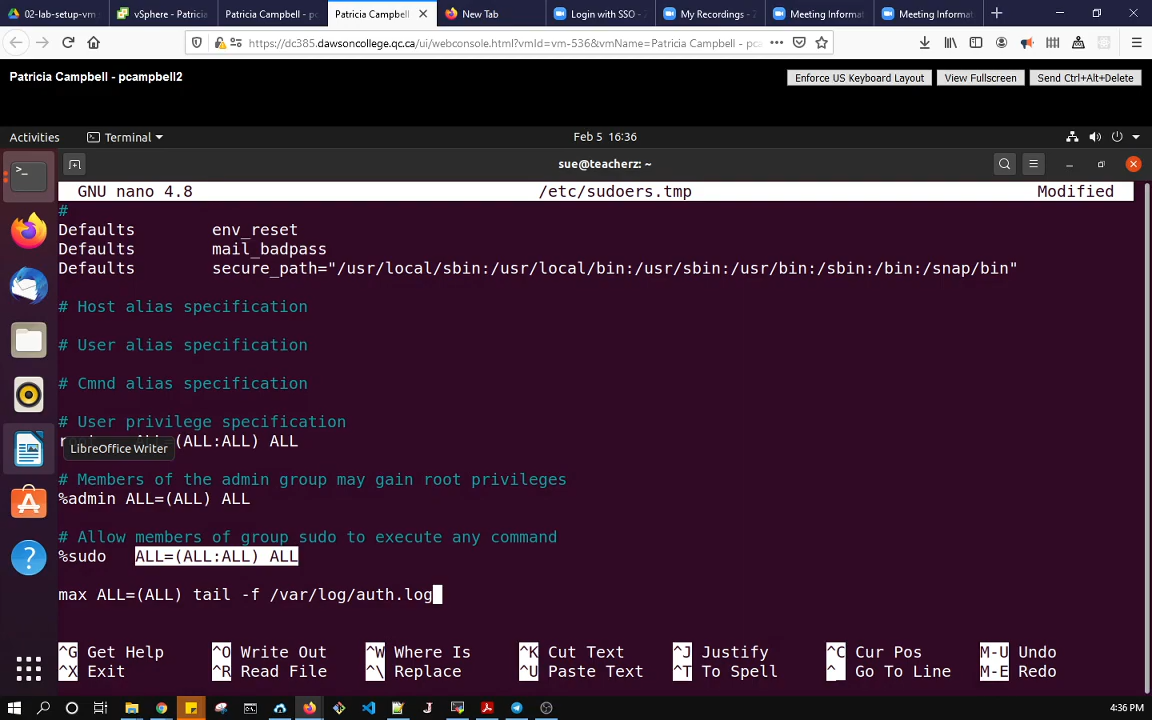 02-lab-setup-vm
vSphere - Patricia
Patricia Campbell - pc
Patricia Campbell
New Tab
Login with SSO - Z
My Recordings - Z
Meeting Informat
Meeting Informat
https://dc385.dawsoncollege.qc.ca/ui/webconsole.html?vmId=vm-536&vmName=Patricia Campbell - pc
Patricia Campbell - pcampbell2
Enforce US Keyboard Layout
View Fullscreen
Send Ctrl+Alt+Delete
Activities
Terminal
Feb 5 16:36
sue@teacherz: ~
GNU nano 4.8 /etc/sudoers.tmp Modified
#
Defaults env_reset
Defaults mail_badpass
Defaults secure_path="/usr/local/sbin:/usr/local/bin:/usr/sbin:/usr/bin:/sbin:/bin:/snap/bin"
# Host alias specification
# User alias specification
# Cmnd alias specification
# User privilege specification
(ALL:ALL) ALL
LibreOffice Writer
# Members of the admin group may gain root privileges
%admin ALL=(ALL) ALL
# Allow members of group sudo to execute any command
%sudo ALL=(ALL:ALL) ALL
max ALL=(ALL) tail -f /var/log/auth.log
^G Get Help ^O Write Out ^W Where Is ^K Cut Text ^J Justify ^C Cur Pos M-U Undo
^X Exit ^R Read File ^\ Replace ^U Paste Text ^T To Spell ^_ Go To Line M-E Redo
4:36 PM